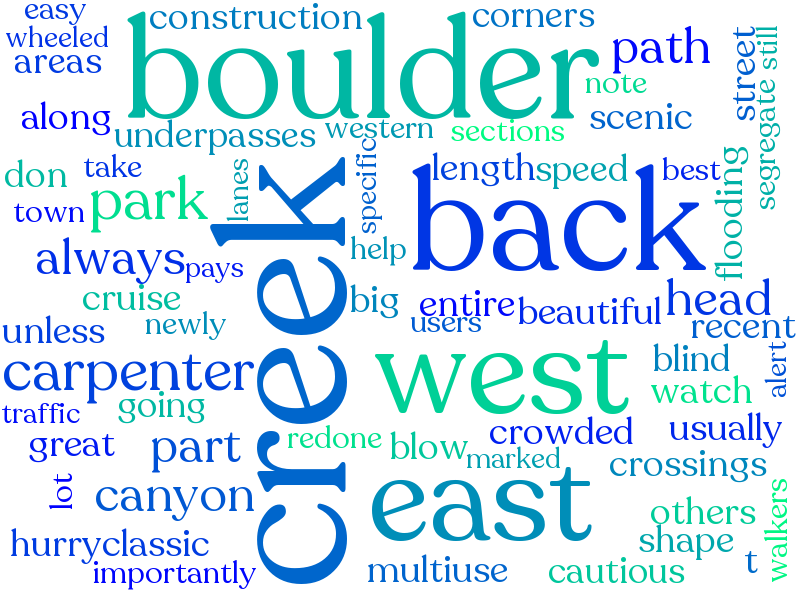 easy
construction
corners
boulder
wheeled
areas
path
street
still
note
along
scenic
underpasses
western
sections
segregate
don
take
lanes
specific
length
speed
best
town
park
back
flooding
creek
always
pays
help
cruise
big
entire
beautiful
head
unless
newly
users
recent
carpenter
west
blind
alert
traffic
going
watch
great
part
redone
blow
crowded
usually
marked
crossings
lot
canyon
east
others
walkers
hurryclassic
shape
importantly
multiuse
cautious
t